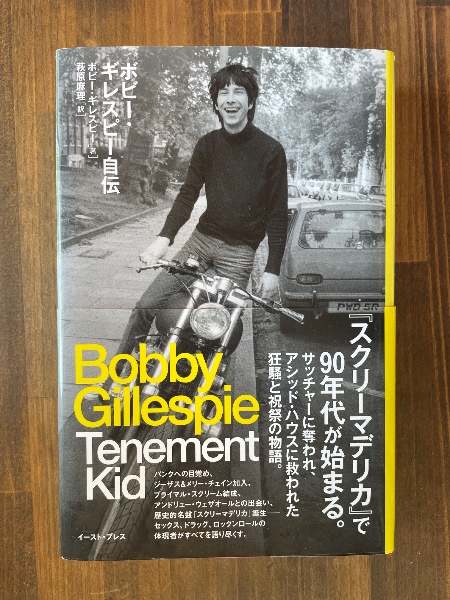 ボビー・
ギレスピー自伝
ボビー・ギレスピー[著]
萩原麻理[訳]
PWO 5R
『スクリーマデリカ』で
90年代が始まる。
サッチャーに奪われ、
アシッド・ハウスに救われた
狂騒と祝祭の物語。
Bobby
Gillespie
Tenement
Kid
パンクへの目覚め、
ジーザス&メリー・チェイン加入、
プライマル・スクリーム結成、
アンドリュー・ウェザオールとの出会い、
歴史的名盤『スクリーマデリカ』誕生——
セックス、ドラッグ、ロックンロールの
体現者がすべてを語り尽くす。
イースト・プレス